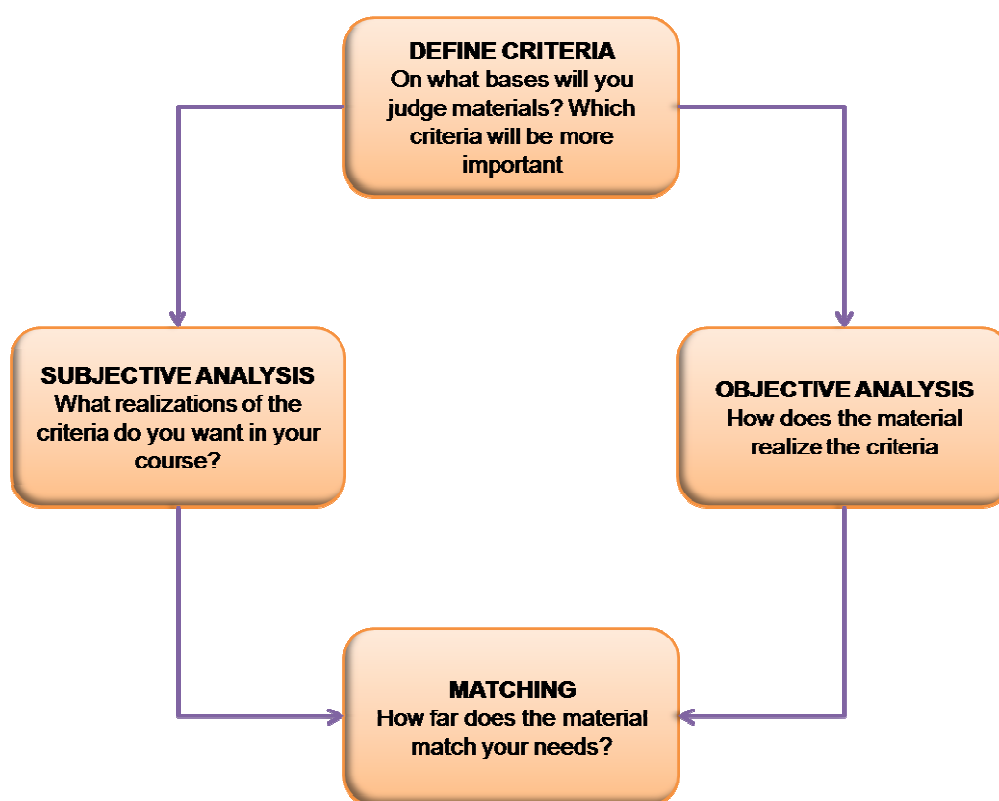 DEFINE CRITERIA
On what bases will you
judge materials? Which
criteria will be more
important
SUBJECTIVE ANALYSIS
What realizations of the
criteria do you want in your
course?
OBJECTIVE ANALYSIS
How does the material
realize the criteria
MATCHING
How far does the material
match your needs?